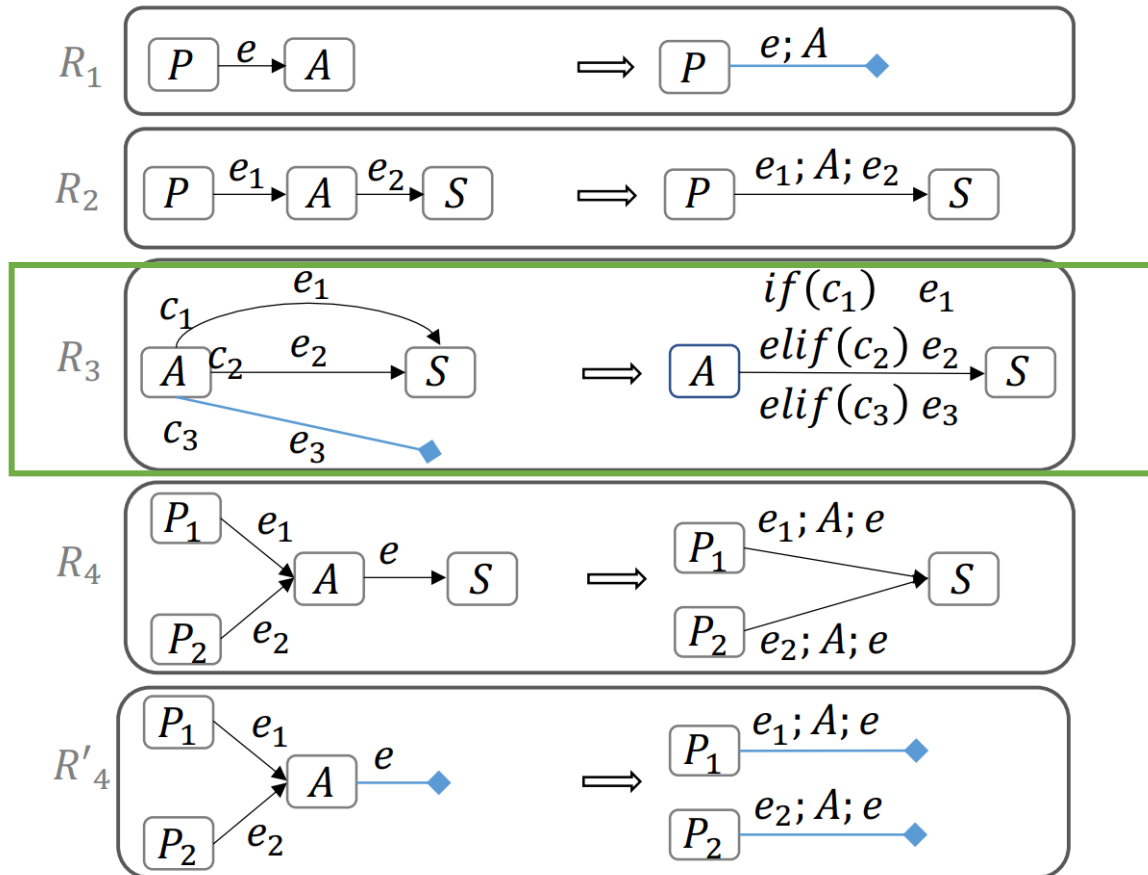 R₁ P e A ⇒ P e; A
R₂ P e₁ A e₂ S ⇒ P e₁; A; e₂ S
e₁ if(c₁) e₁
c₁
R₃ A c₂ e₂ S ⇒ A elif(c₂) e₂ S
c₃ e₃ elif(c₃) e₃
P₁ e₁ P₁ e₁; A; e
R₄ A e S ⇒ S
P₂ e₂ P₂ e₂; A; e
P₁ e₁ P₁ e₁; A; e
R'₄ A e ⇒
P₂ e₂ P₂ e₂; A; e